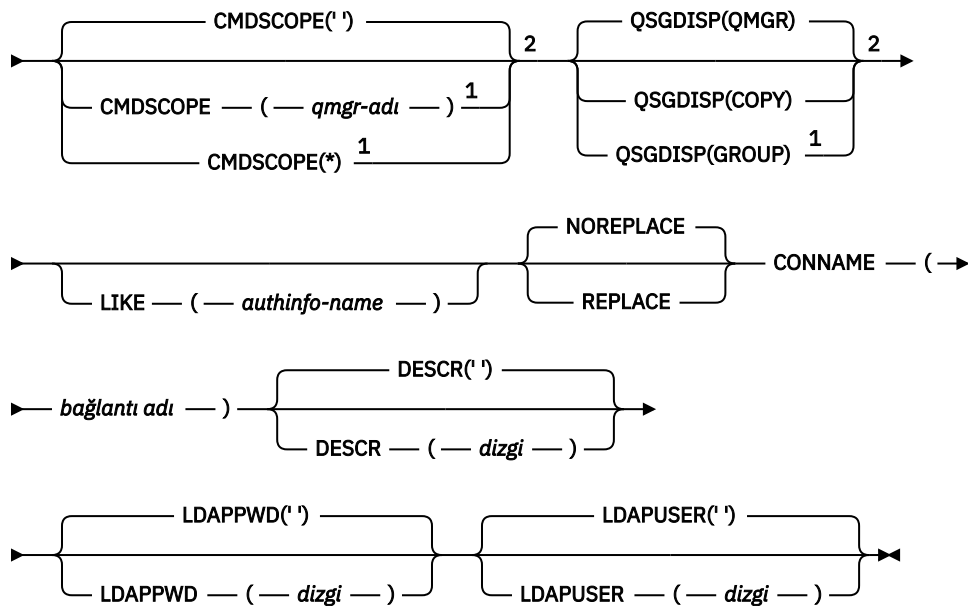 CMDSCOPE(' ') 2 QSGDISP(QMGR) 2
CMDSCOPE ( qmgr-adı ) 1 QSGDISP(COPY)
CMDSCOPE(*) 1 QSGDISP(GROUP) 1
NOREPLACE
CONNAME (
LIKE ( authinfo-name ) REPLACE
DESCR(' ')
bağlantı adı )
DESCR ( dizgi )
LDAPPWD(' ') LDAPUSER(' ')
LDAPPWD ( dizgi ) LDAPUSER ( dizgi )